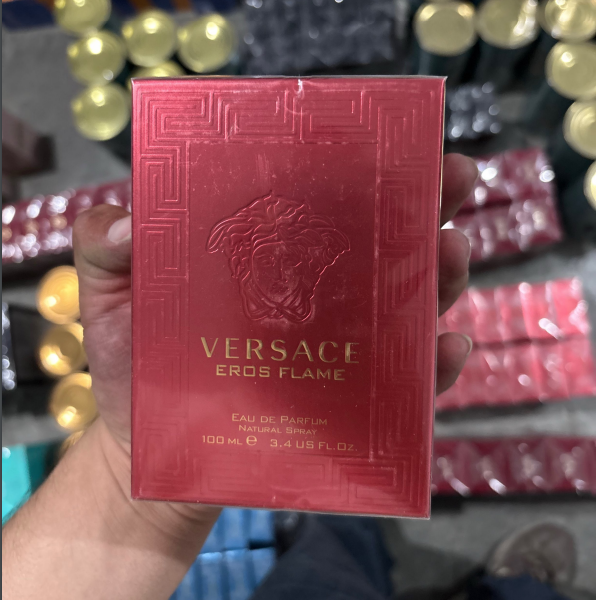 VERSACE
EROS FLAME
EAU DE PARFUM
NATURAL SPRAY
100 ML ℮ 3.4 US FL.OZ.